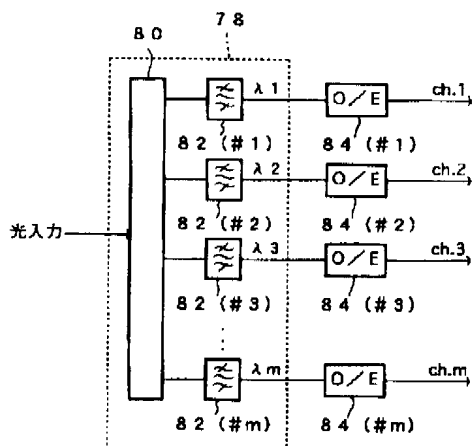 78
80
λ1 O/E ch.1
82 (#1) 84 (#1)
λ2 O/E ch.2
82 (#2) 84 (#2)
光入力
λ3 O/E ch.3
82 (#3) 84 (#3)
λm O/E ch.m
82 (#m) 84 (#m)